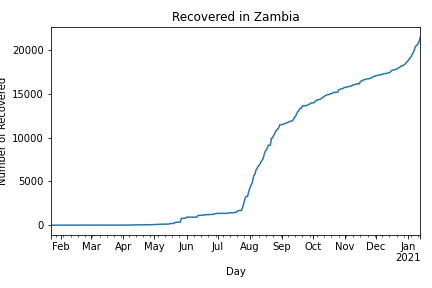 Recovered in Zambia
Number of Recovered
20000
15000
10000
5000
0
Feb Mar Apr May Jun Jul Aug Sep Oct Nov Dec Jan
2021
Day